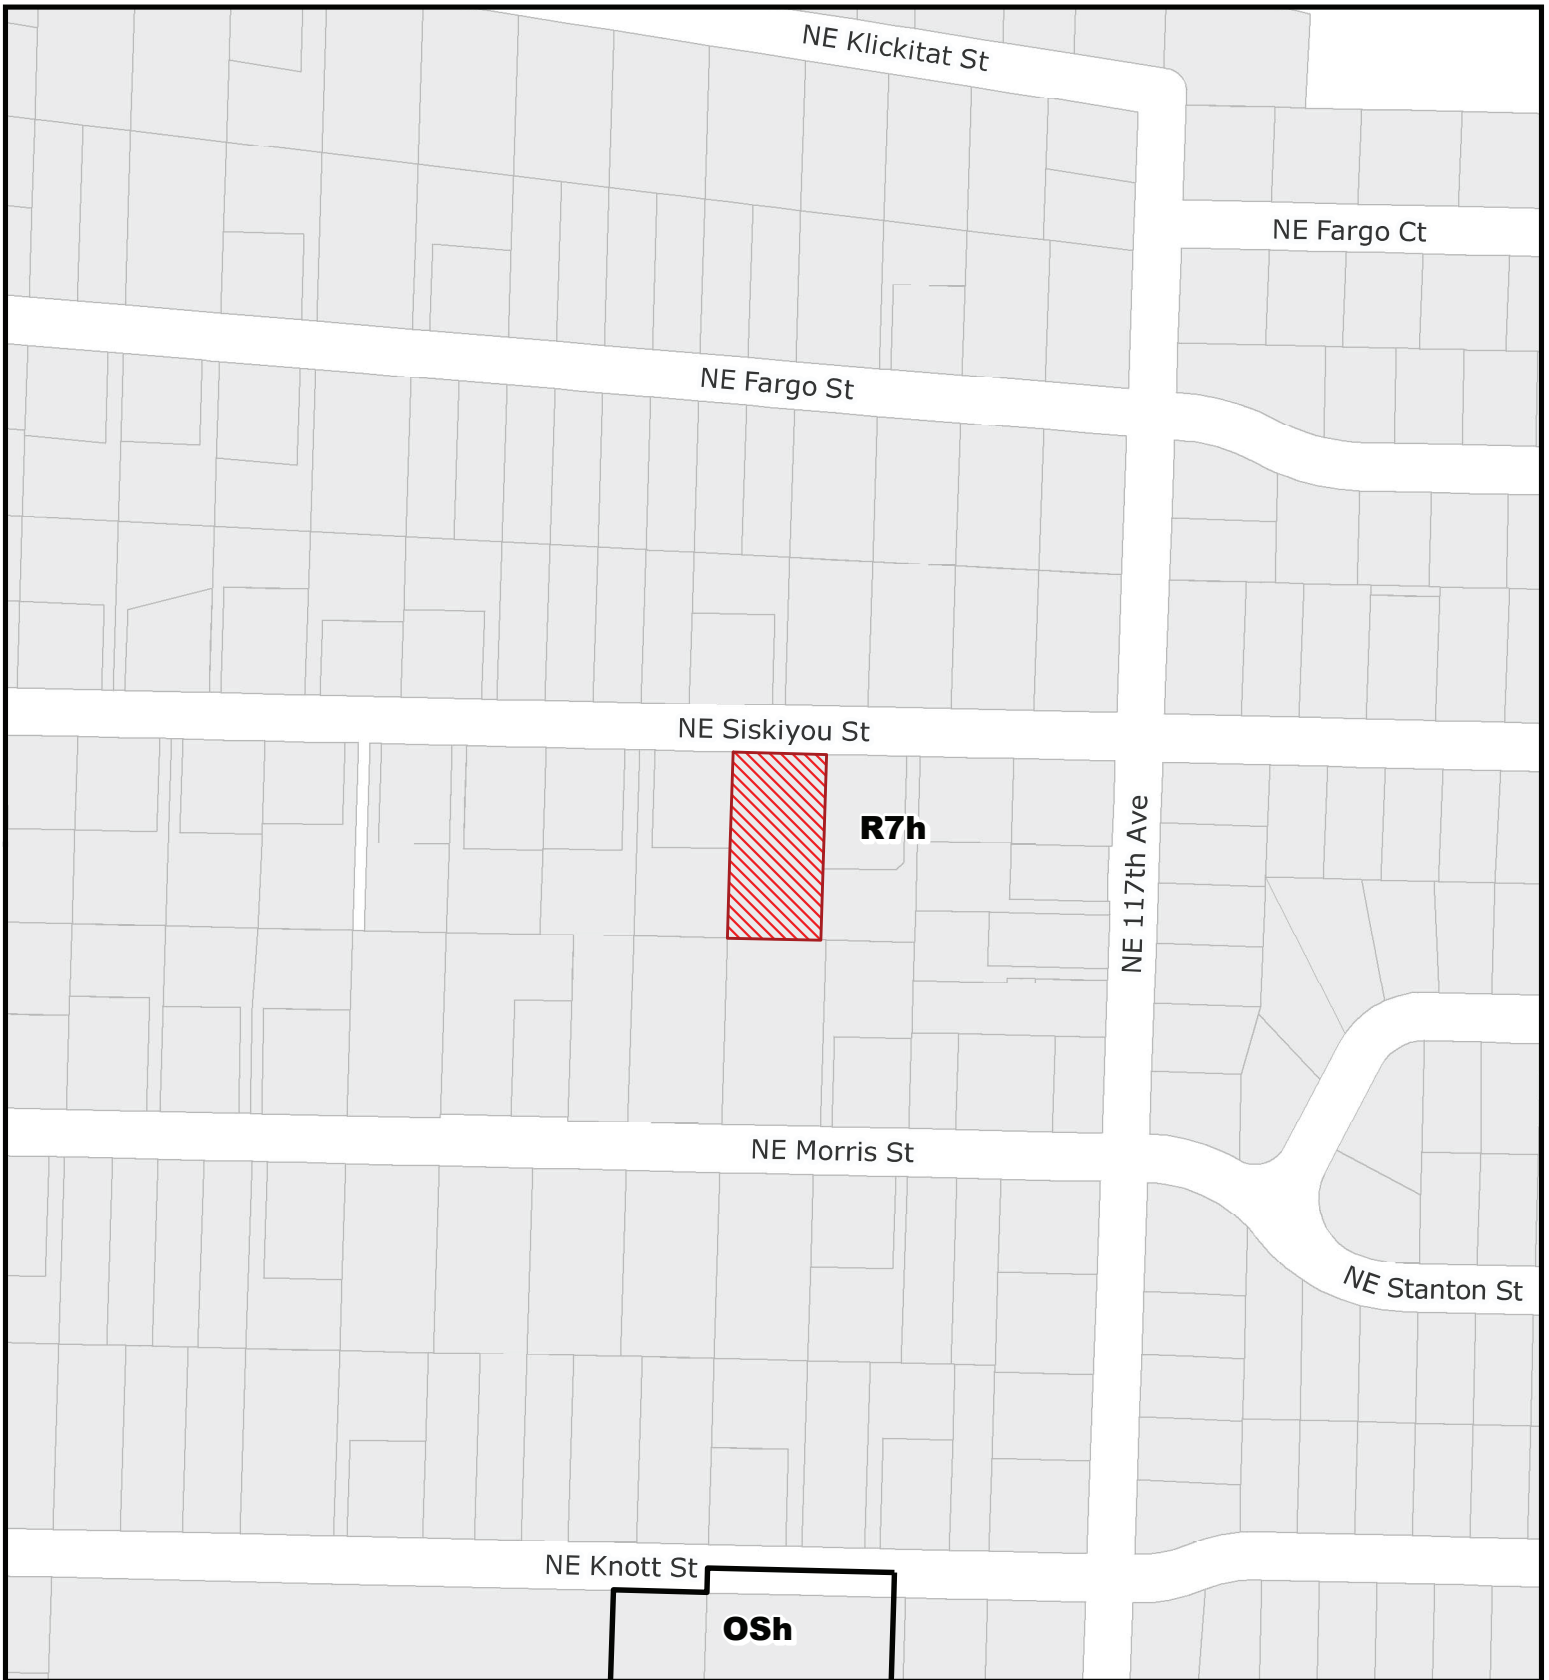 NE Klickitat St
NE Fargo Ct
NE Fargo St
NE Siskiyou St
R7h
NE 117th Ave
NE Morris St
NE Stanton St
NE Knott St
OSh